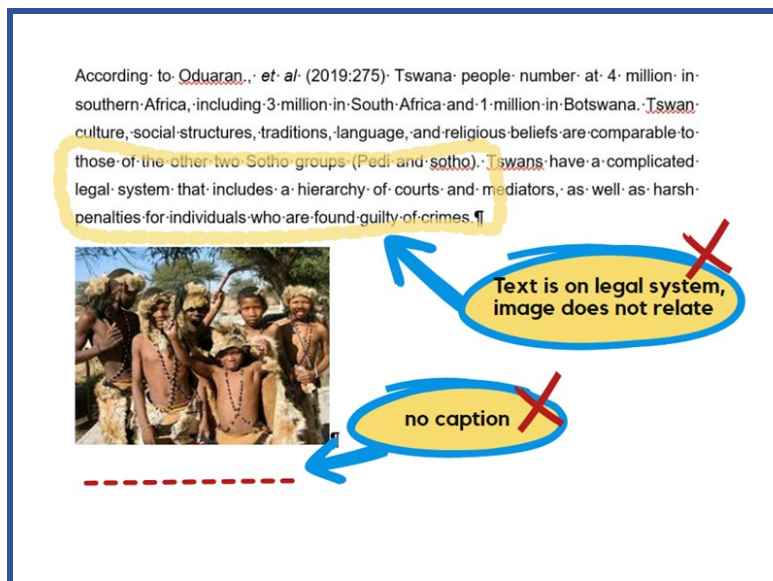 According to Oduaran., et al (2019:275) Tswana people number at 4 million in
southern Africa, including 3 million in South Africa and 1 million in Botswana. Tswan
culture, social structures, traditions, language, and religious beliefs are comparable to
those of the other two Sotho groups (Pedi and sotho). Tswans have a complicated
legal system that includes a hierarchy of courts and mediators, as well as harsh
penalties for individuals who are found guilty of crimes.¶
Text is on legal system,
image does not relate
no caption